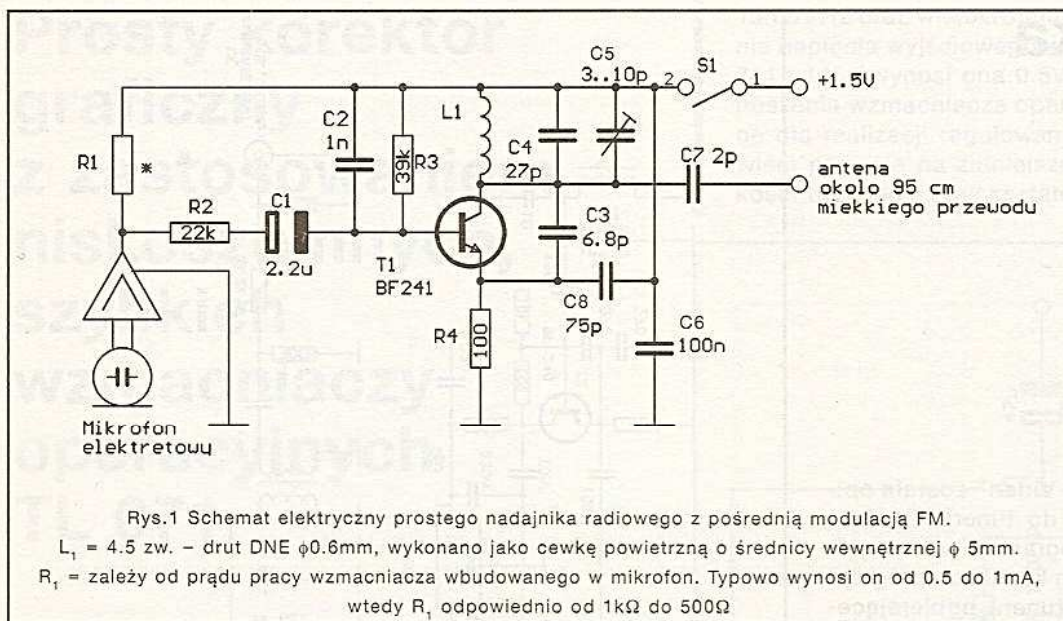 C5
3..10p
2 S1 1
+1.5V
C2
1n
L1
R1
*
39k
R3
C4
27p
C7 2p
antena
okolo 95 cm
miekkiego przewodu
R2
22k
C1
2.2u
C3
6.8p
T1
BF241
C8
75p
R4
100
C6
100n
Mikrofon
elektretowy
Rys.1 Schemat elektryczny prostego nadajnika radiowego z pośrednią modulacją FM.
L1 = 4.5 zw. – drut DNE ϕ0.6mm, wykonano jako cewkę powietrzną o średnicy wewnętrznej ϕ 5mm.
R1 = zależy od prądu pracy wzmacniacza wbudowanego w mikrofon. Typowo wynosi on od 0.5 do 1mA,
wtedy R1 odpowiednio od 1kΩ do 500Ω